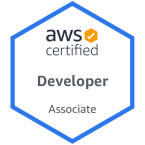 aws
certified
Developer
Associate